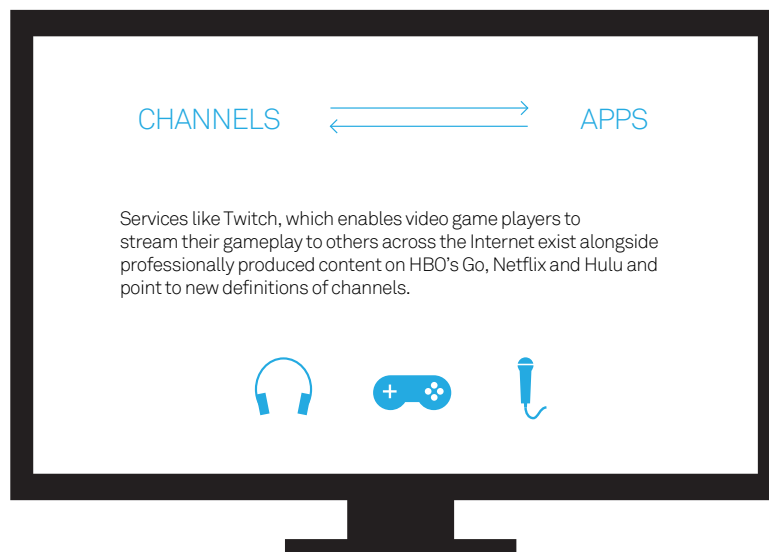 CHANNELS APPS
Services like Twitch, which enables video game players to
stream their gameplay to others across the Internet exist alongside
professionally produced content on HBO's Go, Netflix and Hulu and
point to new definitions of channels.